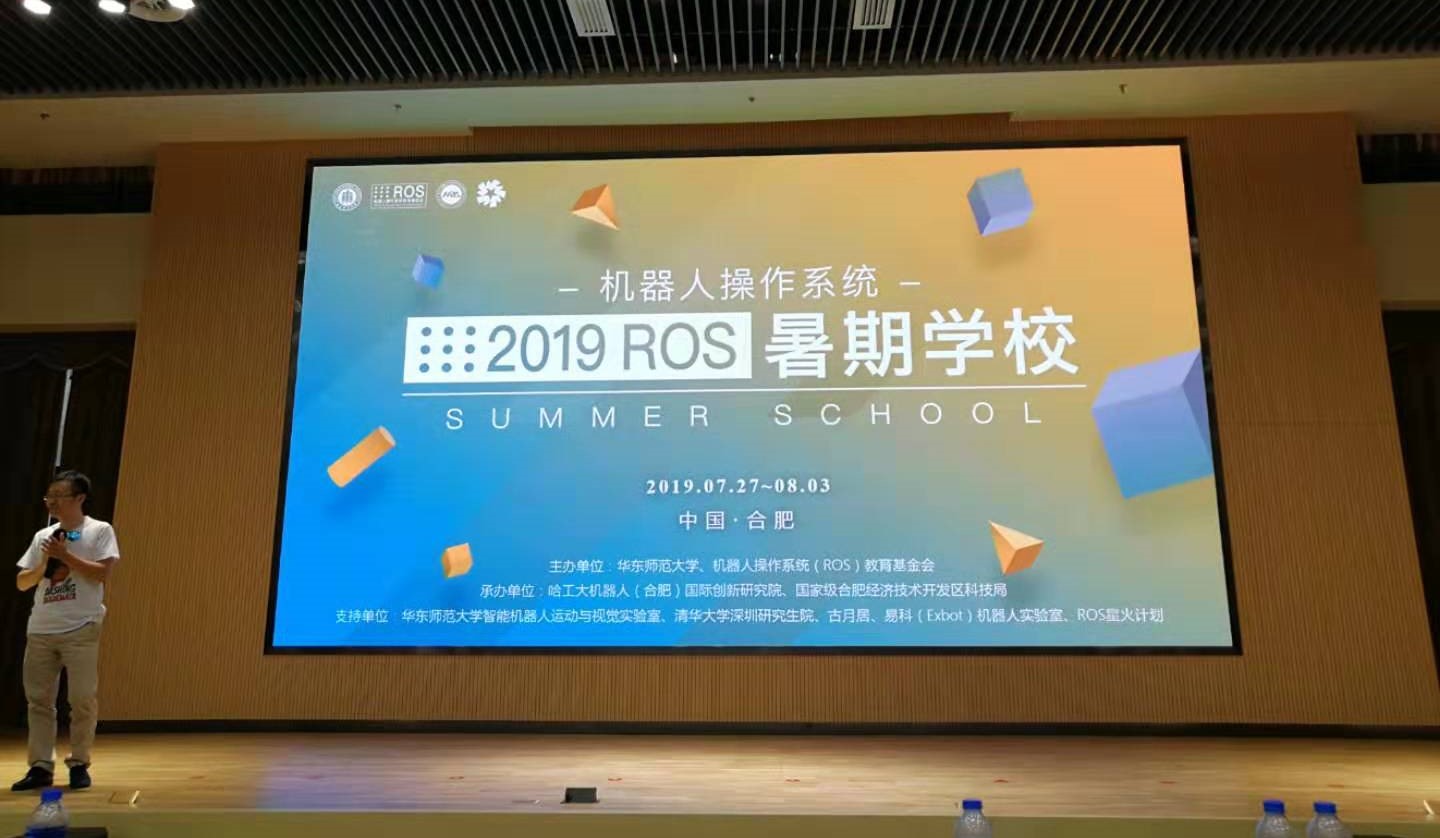 ROS
－ 机器人操作系统 －
2019 ROS 暑期学校
SUMMER SCHOOL
2019.07.27~08.03
中国·合肥
主办单位：华东师范大学、机器人操作系统（ROS）教育基金会
承办单位：哈工大机器人（合肥）国际创新研究院、国家级合肥经济技术开发区科技局
支持单位：华东师范大学智能机器人运动与视觉实验室、清华大学深圳研究生院、古月居、易科（Exbot）机器人实验室、ROS星火计划